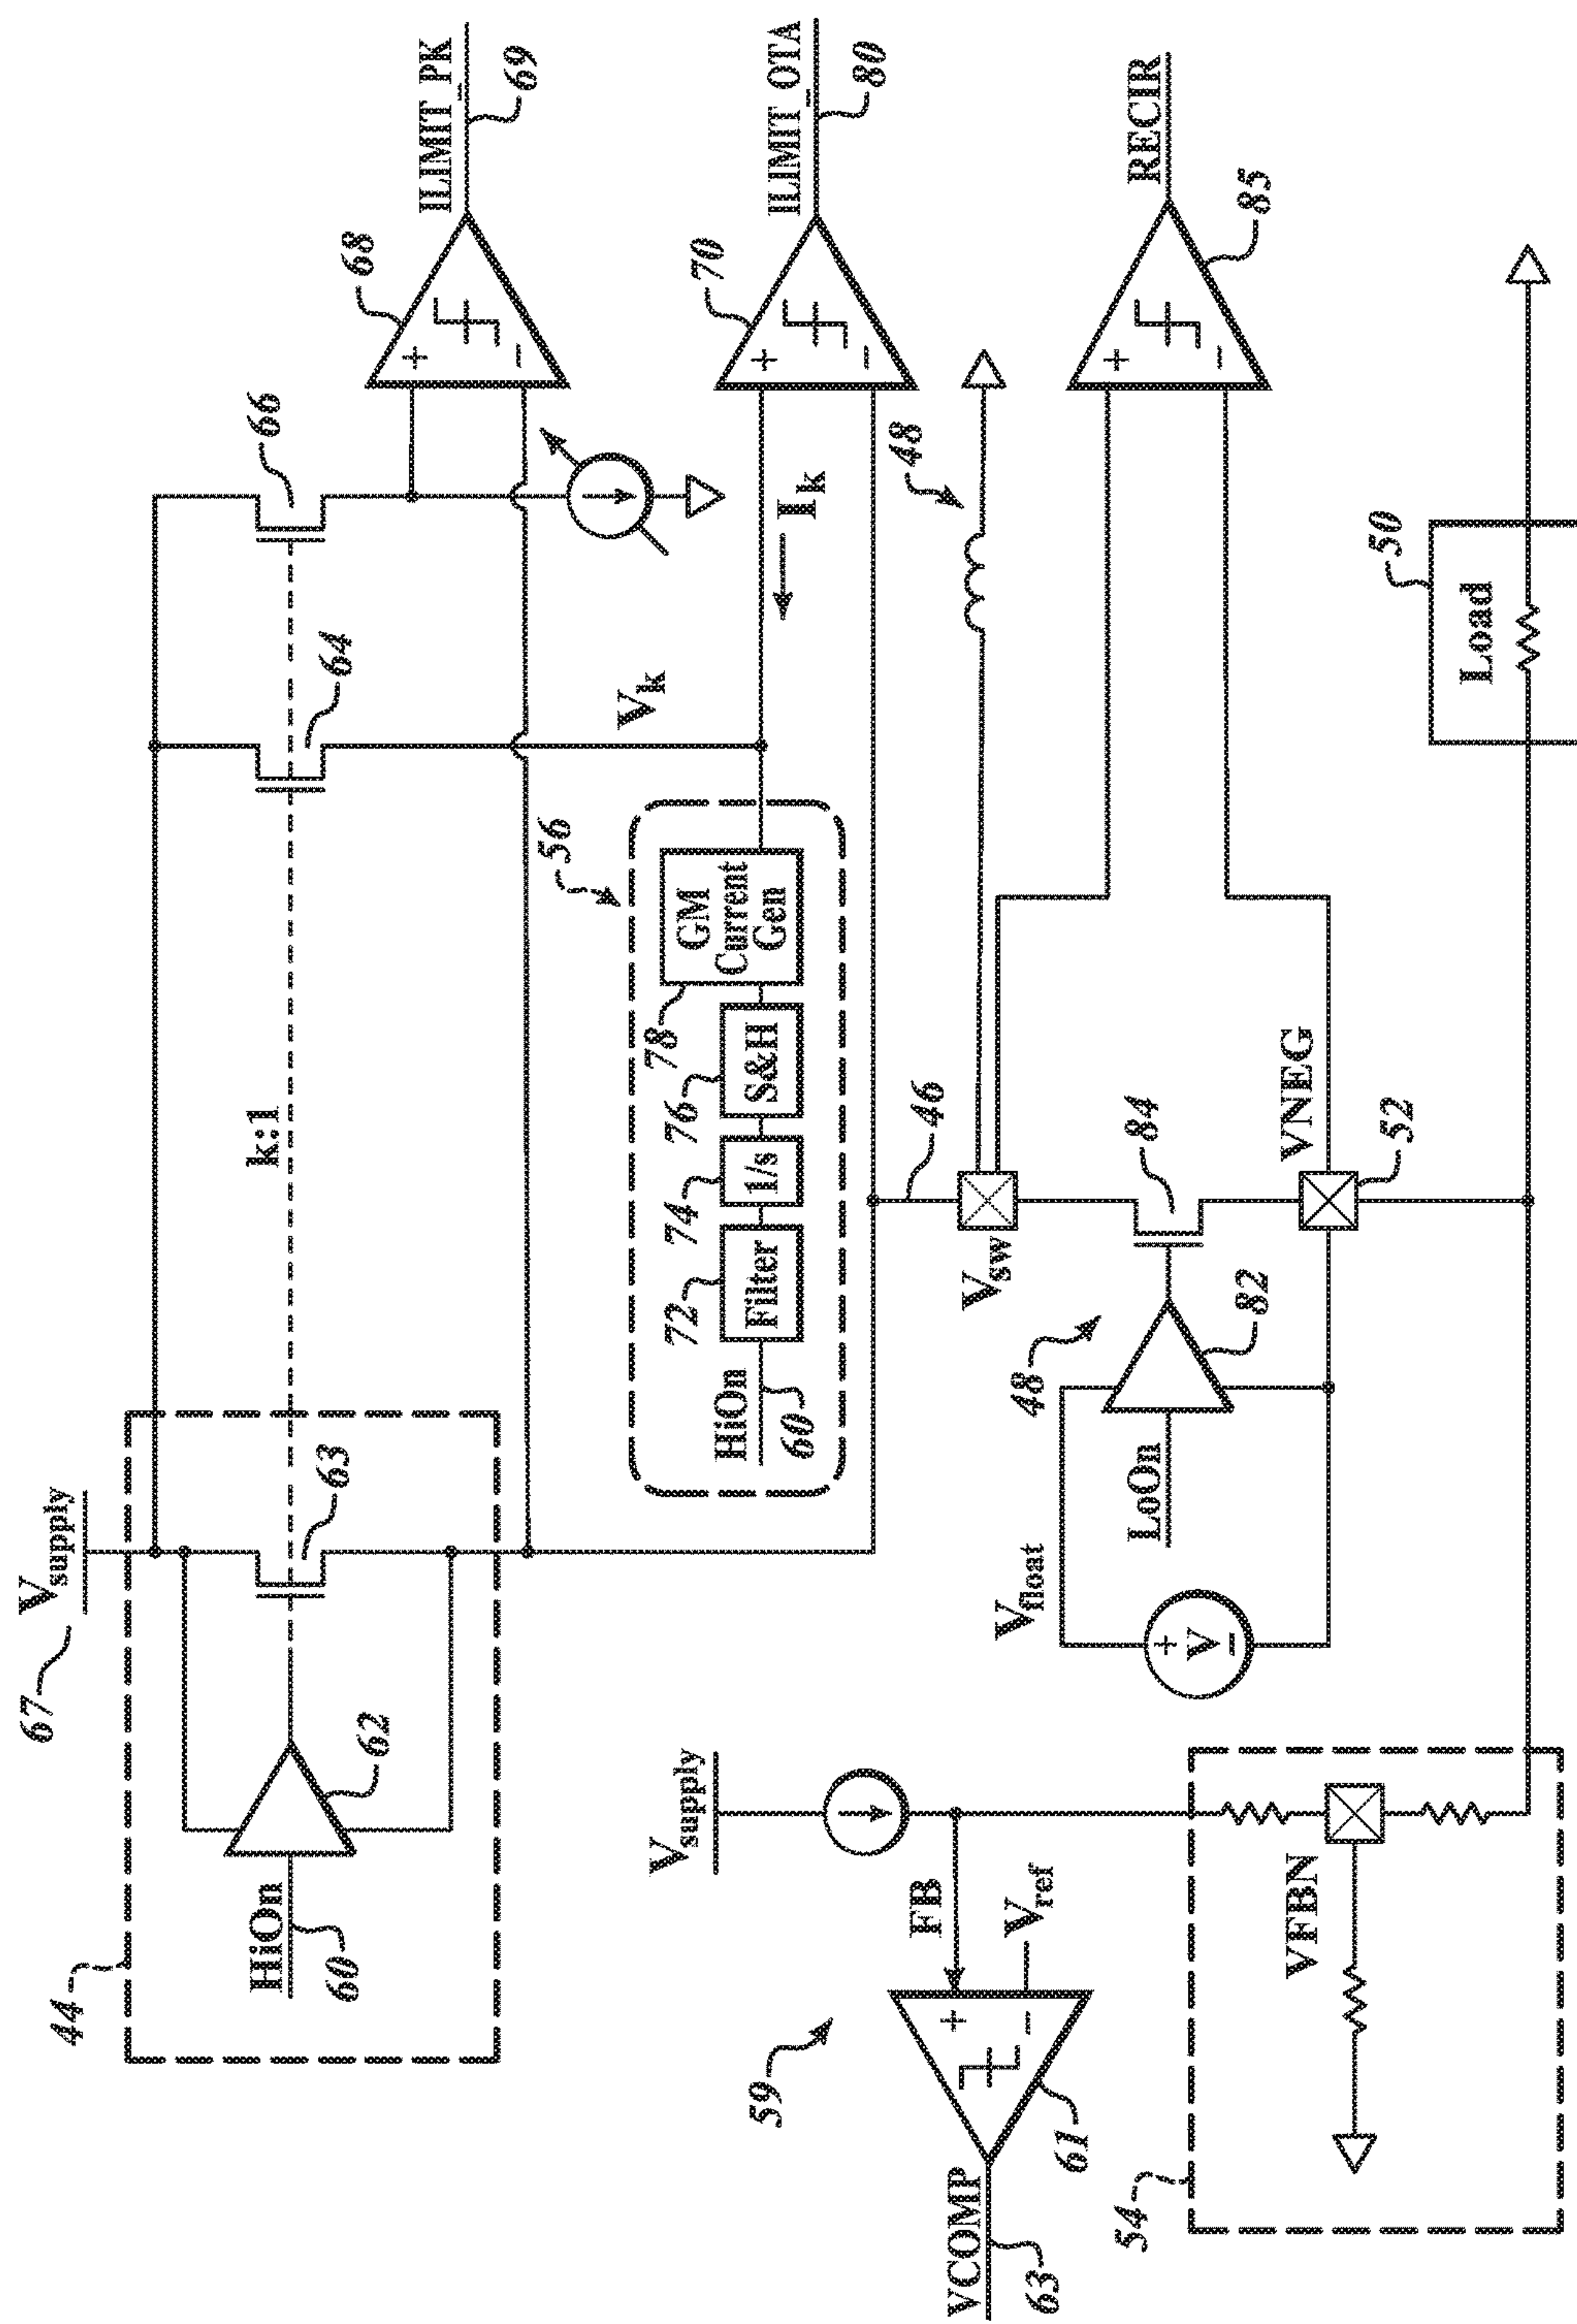 67
V supply
44
HiOn
60
62
63
k:1
64
66
68
+
−
ILIMIT_PK
69
56
HiOn
60
72
Filter
74
1/s
76
S&H
78
GM
Current
Gen
Vk
Ik
70
+
−
ILIMIT_OTA
80
V supply
59
FB
Vref
+
−
61
VCOMP
63
Vfloat
+
V
−
LoOn
48
82
84
Vsw
46
48
VNEG
52
+
−
85
RECIR
54
VFBN
50
Load